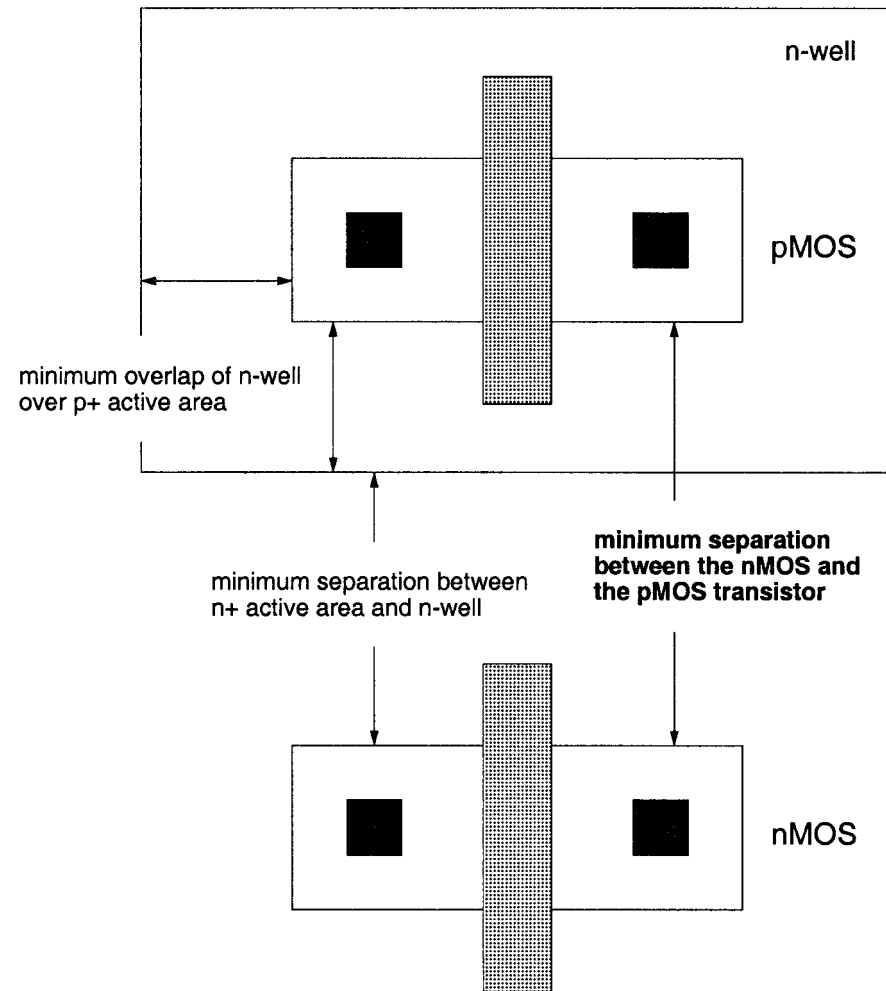 n-well
pMOS
minimum overlap of n-well
over p+ active area
minimum separation
between the nMOS and
the pMOS transistor
minimum separation between
n+ active area and n-well
nMOS